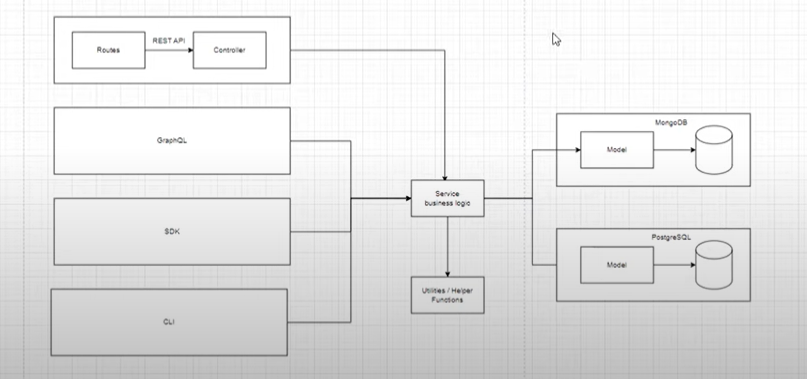 REST API
Routes
Controller
GraphQL
SDK
CLI
Service
business logic
Utilities / Helper
Functions
MongoDB
Model
PostgreSQL
Model